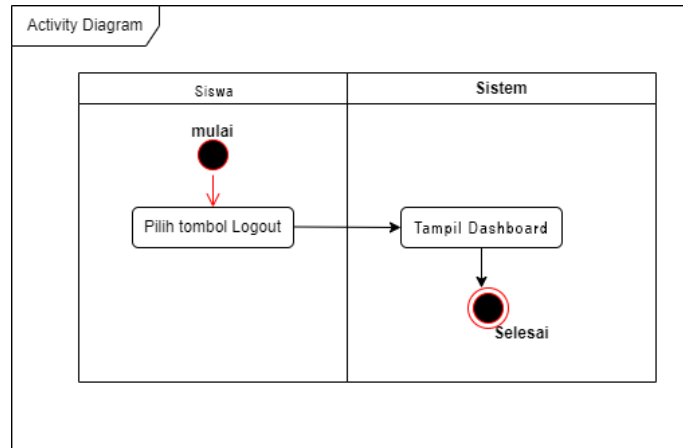 Activity Diagram
Siswa
Sistem
mulai
Pilih tombol Logout
Tampil Dashboard
Selesai